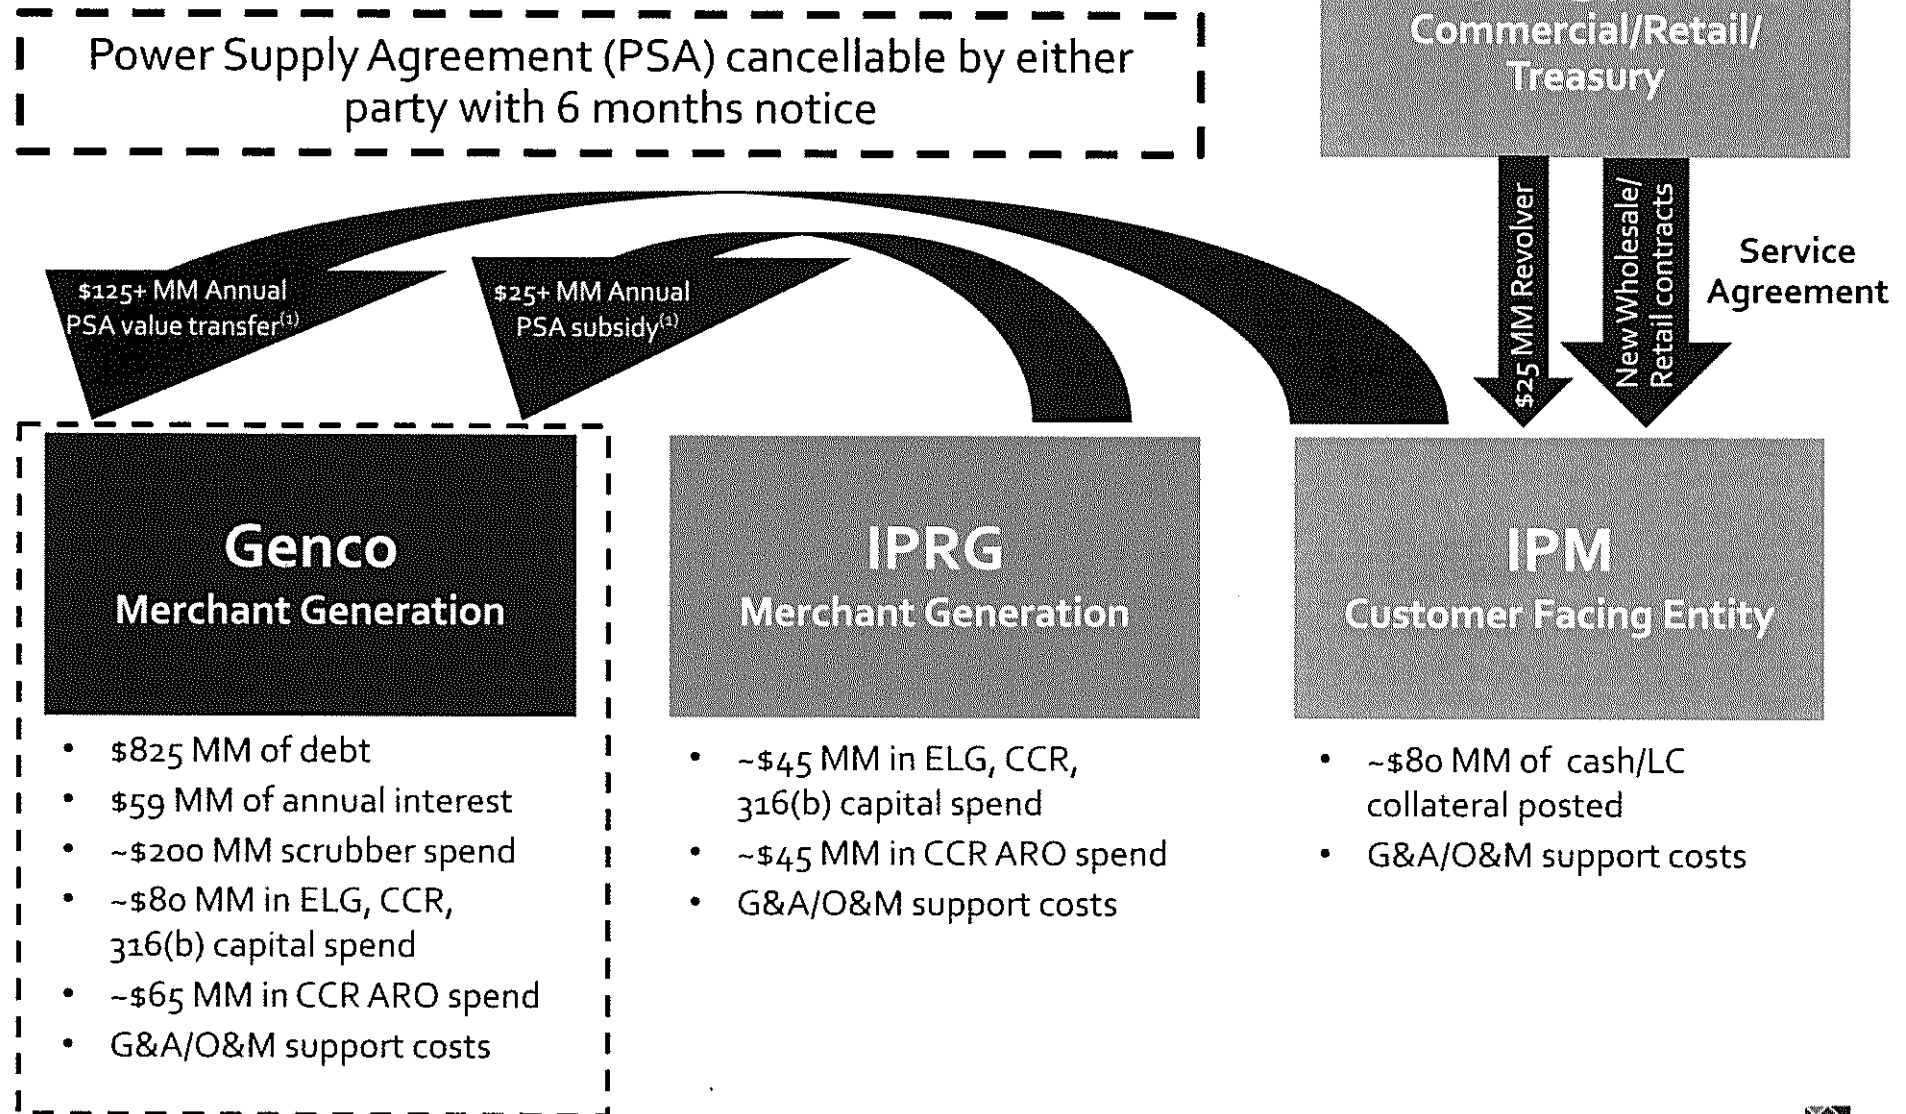 Power Supply Agreement (PSA) cancellable by either
party with 6 months notice
Commercial/Retail/
Treasury
$125+ MM Annual
PSA value transfer(1)
$25+ MM Annual
PSA subsidy(1)
$25 MM Revolver
New Wholesale/
Retail contracts
Service
Agreement
Genco
Merchant Generation
• $825 MM of debt
• $59 MM of annual interest
• ~$200 MM scrubber spend
• ~$80 MM in ELG, CCR,
316(b) capital spend
• ~$65 MM in CCR ARO spend
• G&A/O&M support costs
IPRG
Merchant Generation
• ~$45 MM in ELG, CCR,
316(b) capital spend
• ~$45 MM in CCR ARO spend
• G&A/O&M support costs
IPM
Customer Facing Entity
• ~$80 MM of cash/LC
collateral posted
• G&A/O&M support costs